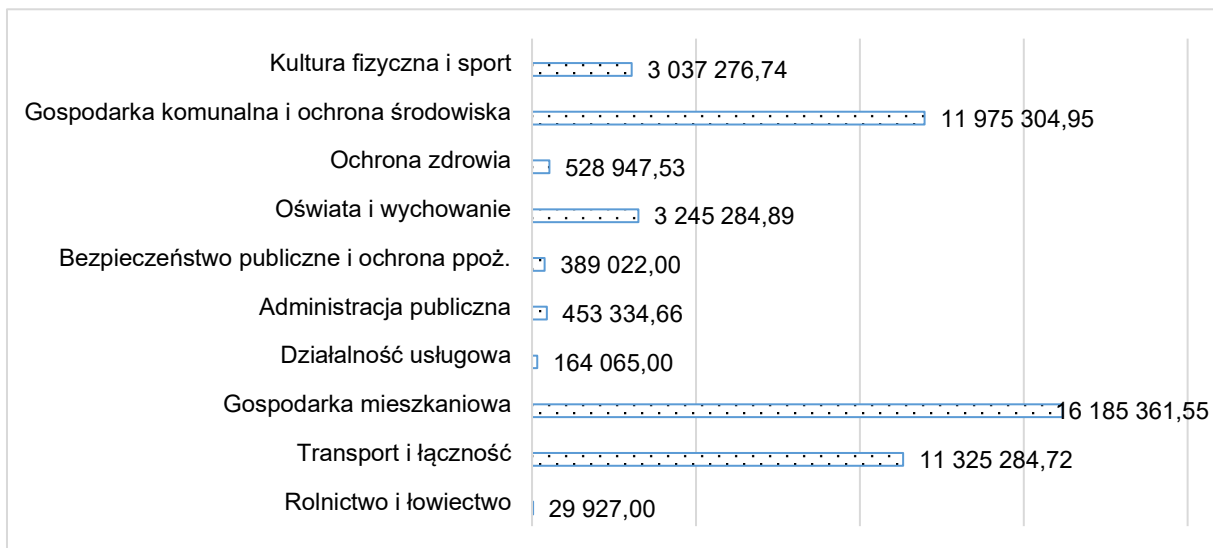 Kultura fizyczna i sport 3 037 276,74
Gospodarka komunalna i ochrona środowiska 11 975 304,95
Ochrona zdrowia 528 947,53
Oświata i wychowanie 3 245 284,89
Bezpieczeństwo publiczne i ochrona ppoż. 389 022,00
Administracja publiczna 453 334,66
Działalność usługowa 164 065,00
Gospodarka mieszkaniowa 16 185 361,55
Transport i łączność 11 325 284,72
Rolnictwo i łowiectwo 29 927,00